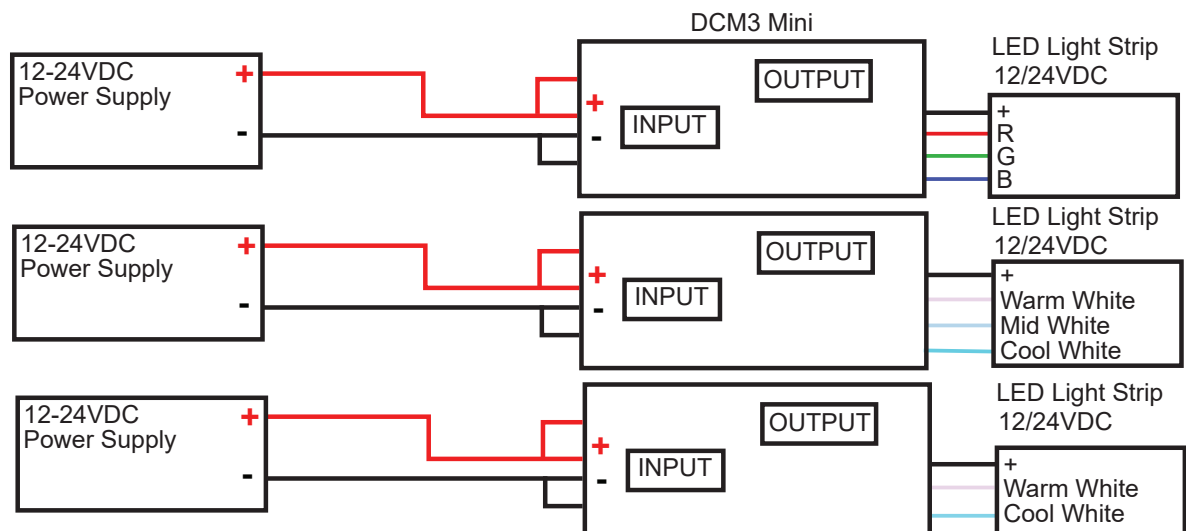 DCM3 Mini
12-24VDC
Power Supply
+
-
+
-
INPUT
OUTPUT
LED Light Strip
12/24VDC
+
R
G
B
12-24VDC
Power Supply
+
-
+
-
INPUT
OUTPUT
LED Light Strip
12/24VDC
+
Warm White
Mid White
Cool White
12-24VDC
Power Supply
+
-
+
-
INPUT
OUTPUT
LED Light Strip
12/24VDC
+
Warm White
Cool White